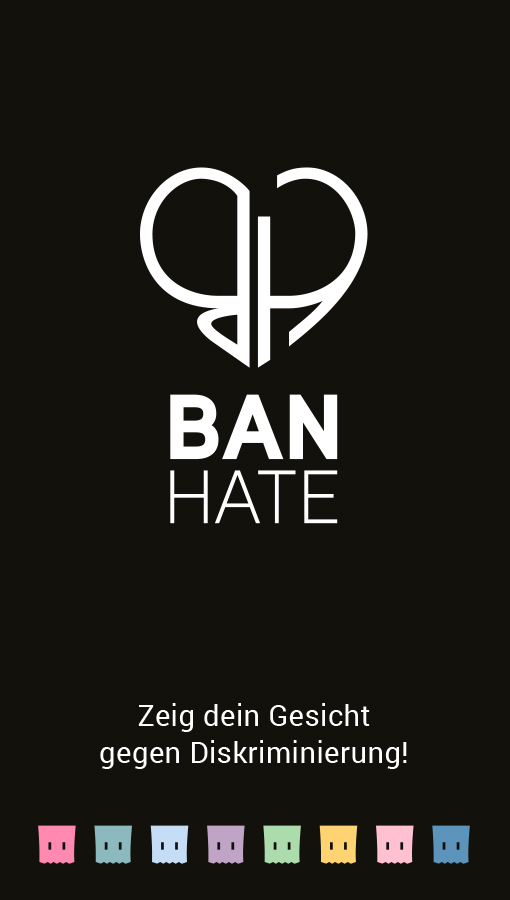 BAN
HATE
Zeig dein Gesicht
gegen Diskriminierung!